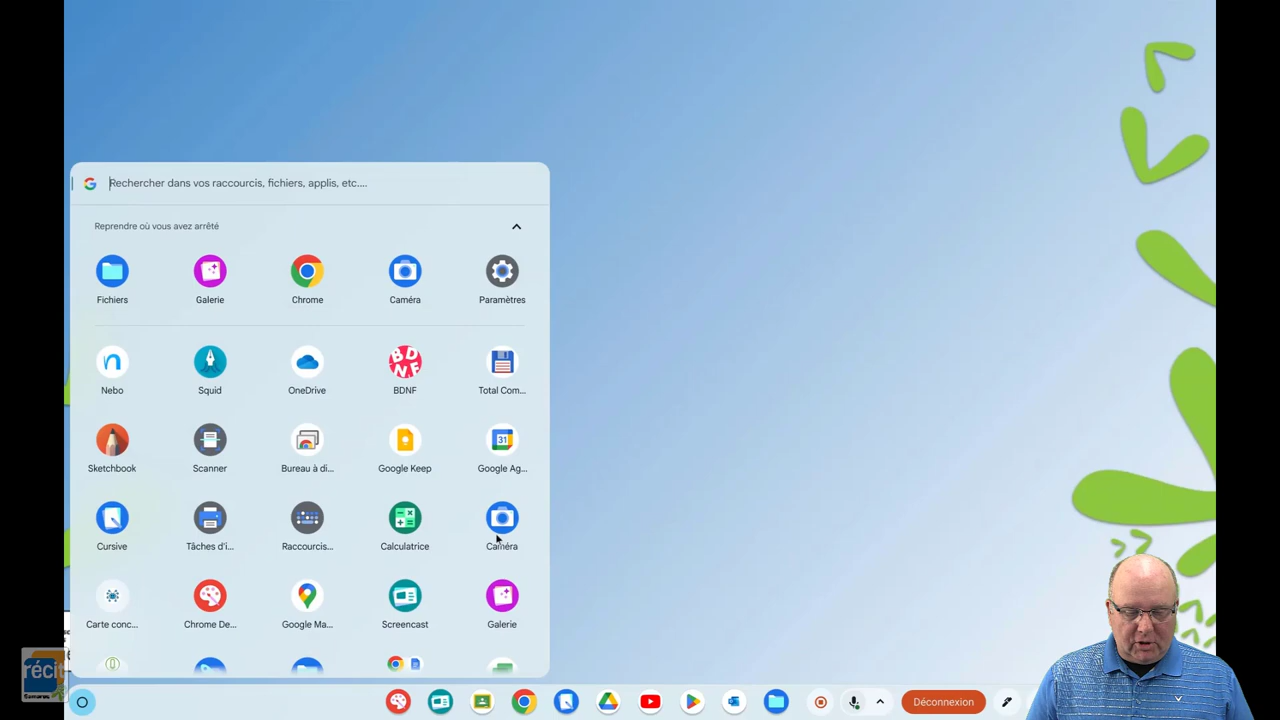 Rechercher dans vos raccourcis, fichiers, applis, etc....
Reprendre où vous avez arrêté
Fichiers
Galerie
Chrome
Caméra
Paramètres
Nebo
Squid
OneDrive
BDNF
Total Com...
Sketchbook
Scanner
Bureau à di...
Google Keep
Google Ag...
Cursive
Tâches d'i...
Raccourcis...
Calculatrice
Caméra
Carte conc...
Chrome De...
Google Ma...
Screencast
Galerie
récit
Déconnexion